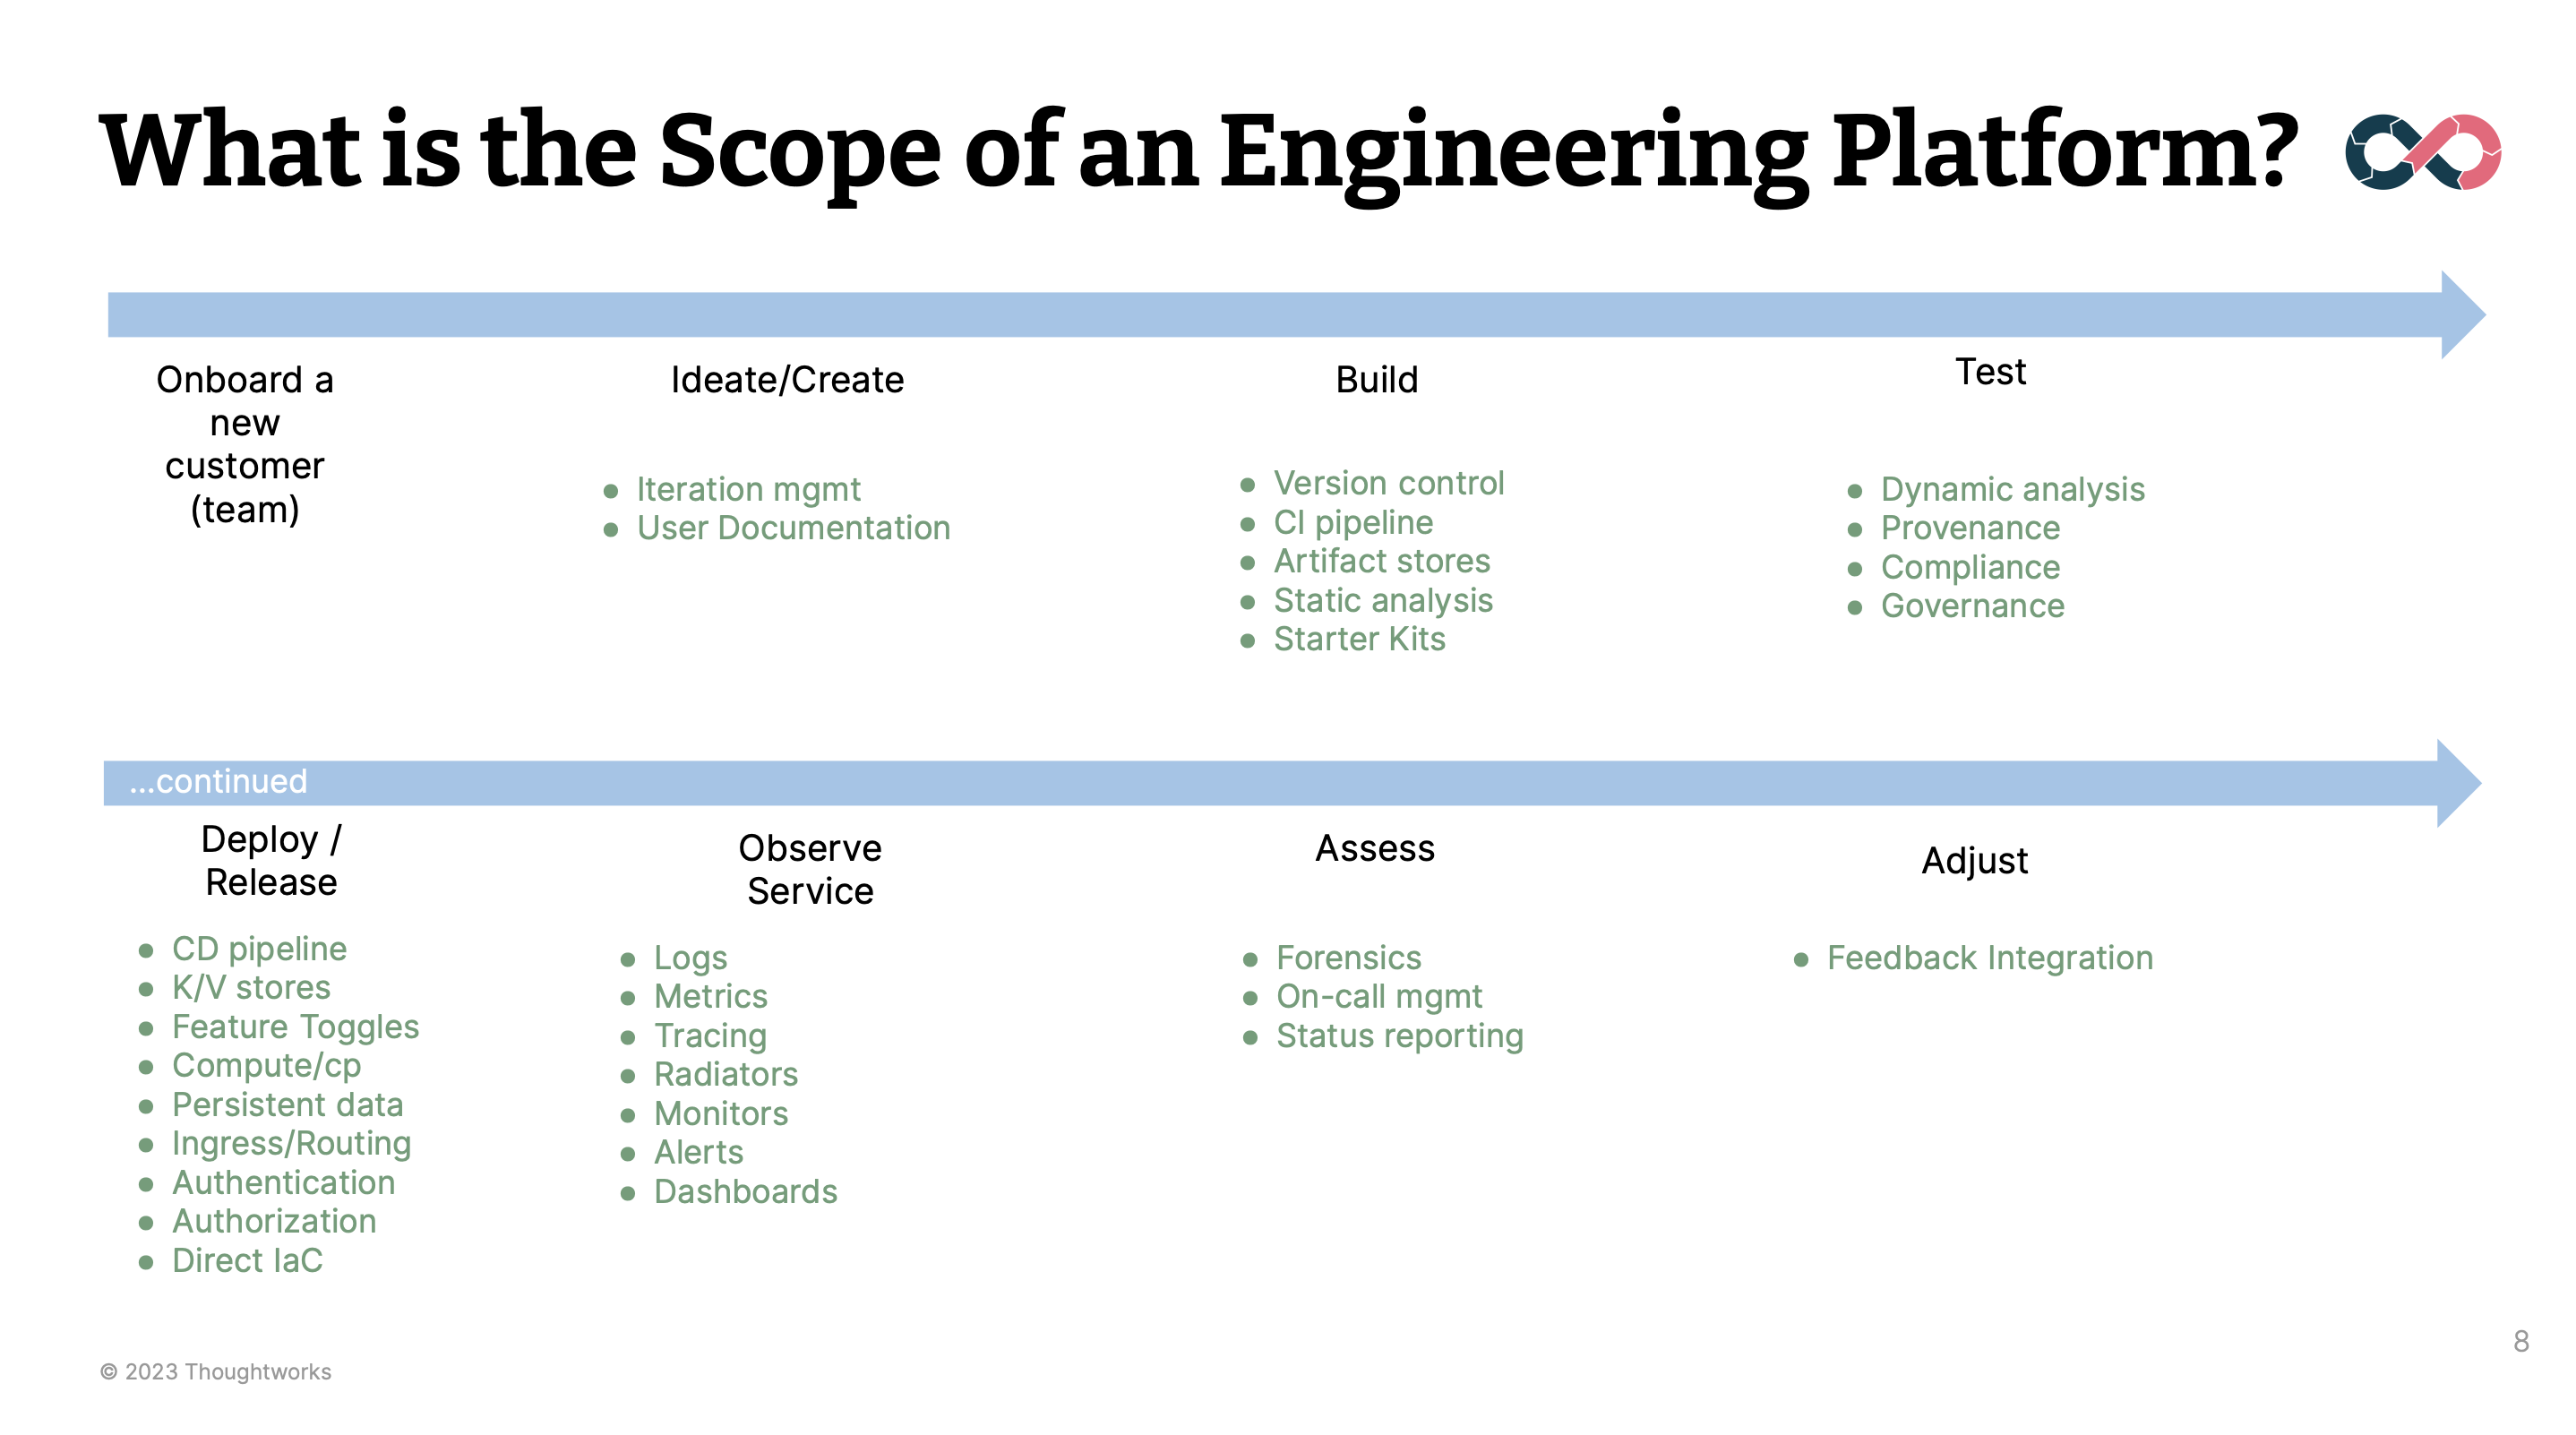 What is the Scope of an Engineering Platform?
Onboard a
new
customer
(team)
Ideate/Create
• Iteration mgmt
• User Documentation
Build
• Version control
• CI pipeline
• Artifact stores
• Static analysis
• Starter Kits
Test
• Dynamic analysis
• Provenance
• Compliance
• Governance
...continued
Deploy /
Release
• CD pipeline
• K/V stores
• Feature Toggles
• Compute/cp
• Persistent data
• Ingress/Routing
• Authentication
• Authorization
• Direct IaC
Observe
Service
• Logs
• Metrics
• Tracing
• Radiators
• Monitors
• Alerts
• Dashboards
Assess
• Forensics
• On-call mgmt
• Status reporting
Adjust
• Feedback Integration
© 2023 Thoughtworks
8